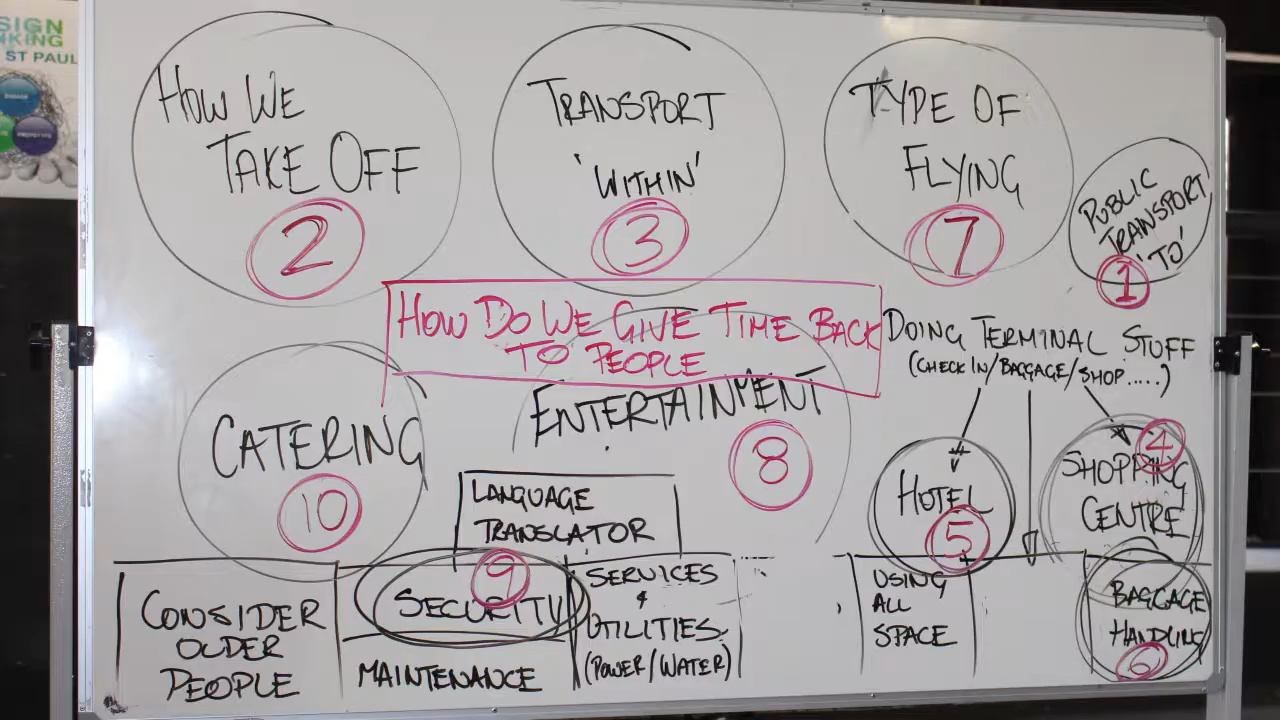 SIGN
NKING
ST PAUL
HOW WE
TAKE OFF
2
TRANSPORT
'WITHIN'
3
TYPE OF
FLYING
7
PUBLIC
TRANSPORT
'TO'
1
HOW DO WE GIVE TIME BACK
TO PEOPLE
DOING TERMINAL STUFF
(CHECK IN/BAGGAGE/SHOP.....)
CATERING
10
ENTERTAINMENT
8
LANGUAGE
TRANSLATOR
HOTEL
5
4
SHOPPING
CENTRE
CONSIDER
OLDER
PEOPLE
9
SECURITY
MAINTENANCE
SERVICES
&
UTILITIES.
(POWER/WATER)
USING
ALL
SPACE
BAGGAGE
HANDLING
6